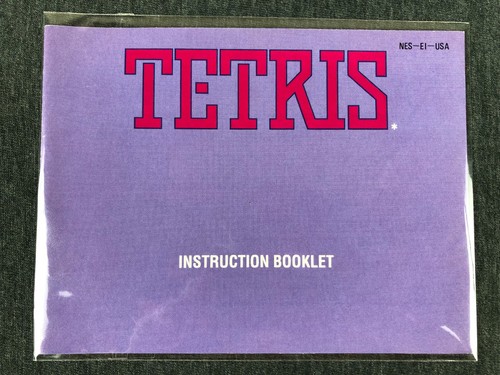 NES-EI-USA
TETRIS*
INSTRUCTION BOOKLET